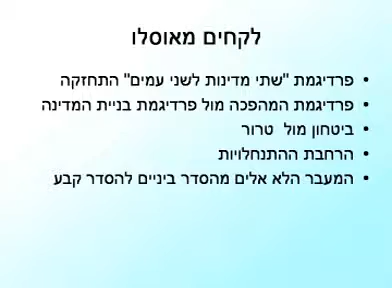 לקחים מאוסלו
• פרדיגמת "שתי מדינות לשני עמים" התחזקה
• פרדיגמת המהפכה מול פרדיגמת בניית המדינה
• ביטחון מול טרור
• הרחבת ההתנחלויות
• המעבר הלא אלים מהסדר ביניים להסדר קבע